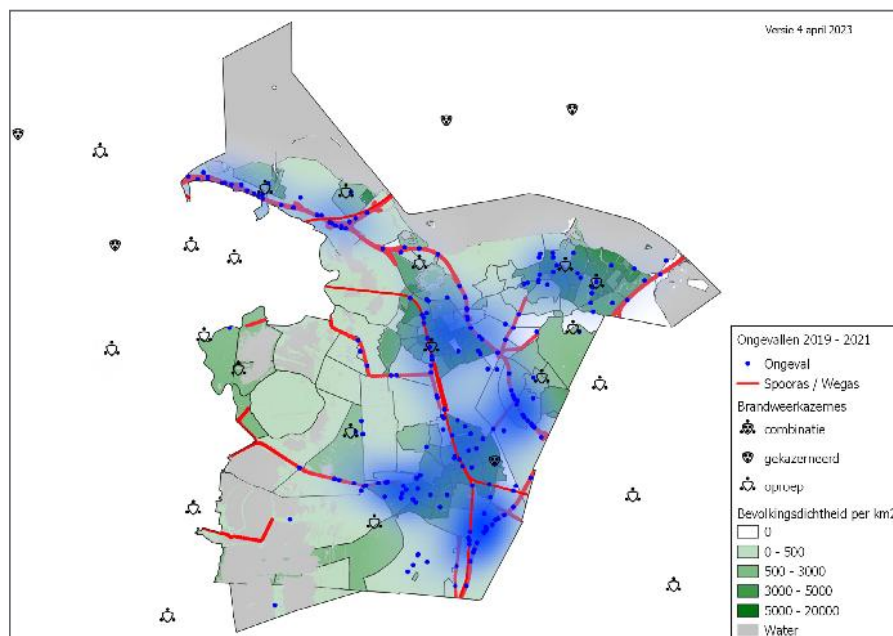 Versie 4 april 2023
Ongevallen 2019 - 2021
Ongeval
Spooras / Wegas
Brandweerkazernes
combinatie
gekazerneerd
oproep
Bevolkingsdichtheid per km2
0
0 - 500
500 - 3000
3000 - 5000
5000 - 20000
Water